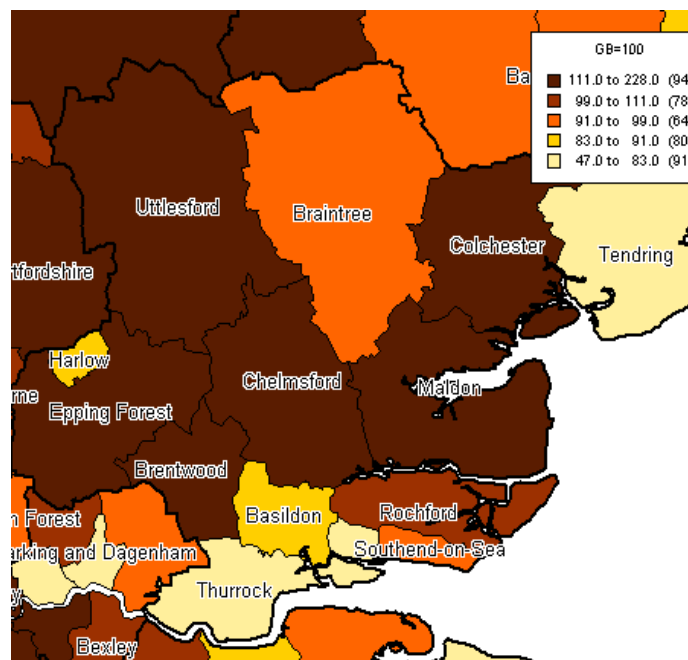 GB=100
Ba
111.0 to 228.0 (94
99.0 to 111.0 (78
91.0 to 99.0 (64
83.0 to 91.0 (80
47.0 to 83.0 (91
Uttlesford
Braintree
Colchester
Tendring
rtfordshire
Harlow
Chelmsford
Maldon
rne
Epping Forest
Brentwood
Basildon
Rochford
n Forest
arking and Dagenham
Southend-on-Sea
Thurrock
y
Bexley